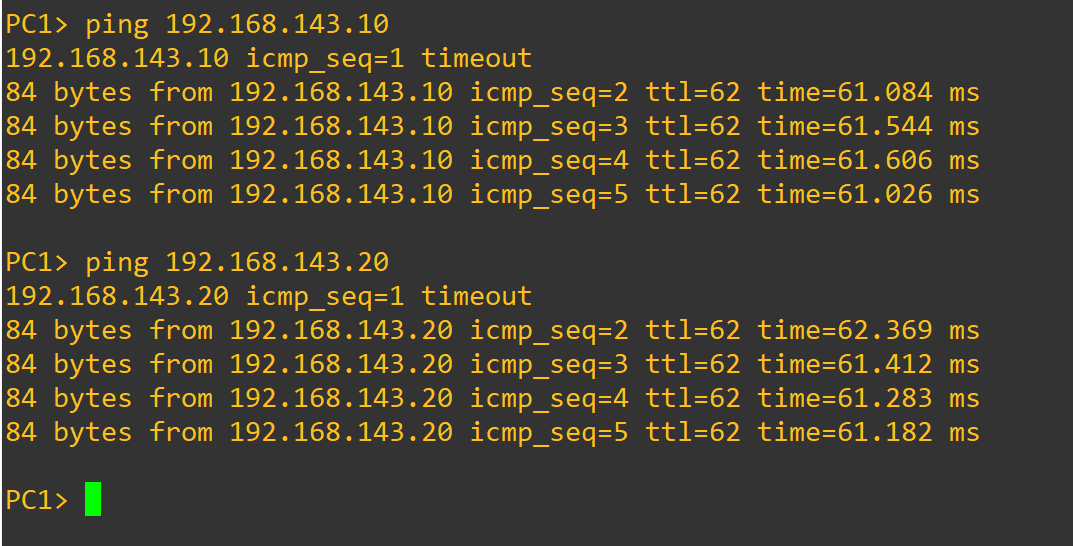 PC1> ping 192.168.143.10
192.168.143.10 icmp_seq=1 timeout
84 bytes from 192.168.143.10 icmp_seq=2 ttl=62 time=61.084 ms
84 bytes from 192.168.143.10 icmp_seq=3 ttl=62 time=61.544 ms
84 bytes from 192.168.143.10 icmp_seq=4 ttl=62 time=61.606 ms
84 bytes from 192.168.143.10 icmp_seq=5 ttl=62 time=61.026 ms
PC1> ping 192.168.143.20
192.168.143.20 icmp_seq=1 timeout
84 bytes from 192.168.143.20 icmp_seq=2 ttl=62 time=62.369 ms
84 bytes from 192.168.143.20 icmp_seq=3 ttl=62 time=61.412 ms
84 bytes from 192.168.143.20 icmp_seq=4 ttl=62 time=61.283 ms
84 bytes from 192.168.143.20 icmp_seq=5 ttl=62 time=61.182 ms
PC1>